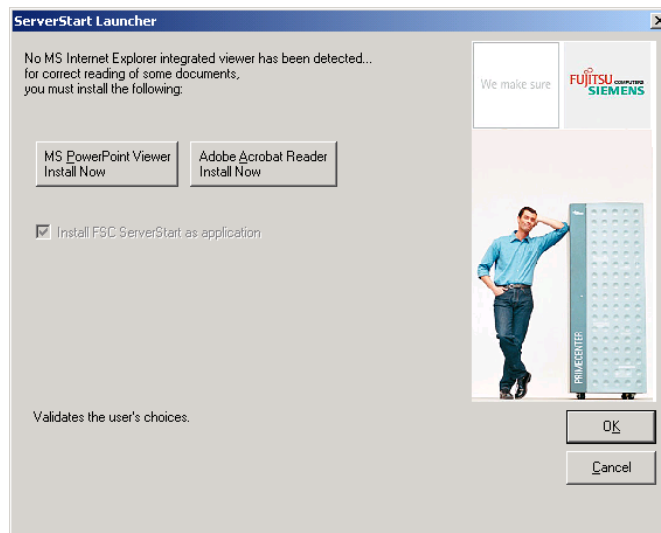 ServerStart Launcher
No MS Internet Explorer integrated viewer has been detected...
for correct reading of some documents,
you must install the following:
We make sure
FUJITSU COMPUTERS
SIEMENS
MS PowerPoint Viewer
Install Now
Adobe Acrobat Reader
Install Now
Install FSC ServerStart as application
PRIMECENTER
Validates the user's choices.
OK
Cancel